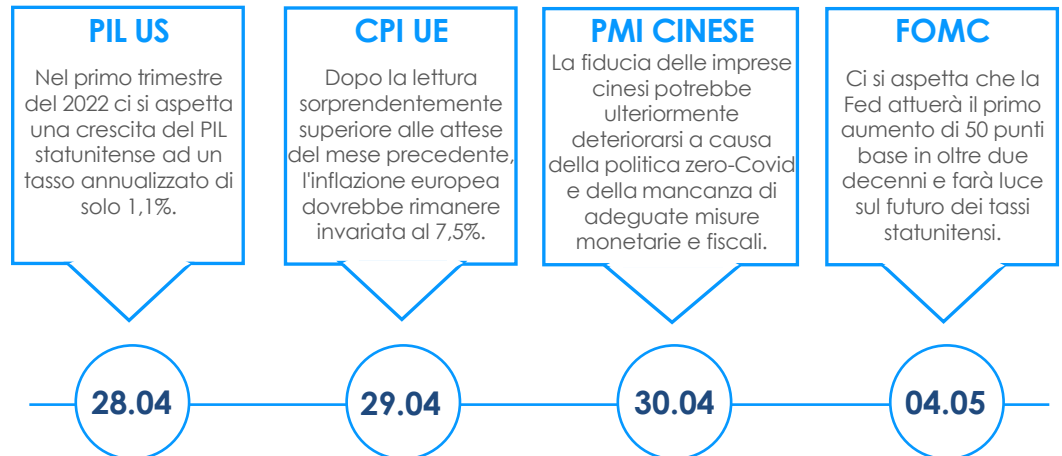 PIL US
Nel primo trimestre
del 2022 ci si aspetta
una crescita del PIL
statunitense ad un
tasso annualizzato di
solo 1,1%.
CPI UE
Dopo la lettura
sorprendentemente
superiore alle attese
del mese precedente,
l'inflazione europea
dovrebbe rimanere
invariata al 7,5%.
PMI CINESE
La fiducia delle imprese
cinesi potrebbe
ulteriormente
deteriorarsi a causa
della politica zero-Covid
e della mancanza di
adeguate misure
monetarie e fiscali.
FOMC
Ci si aspetta che la
Fed attuerà il primo
aumento di 50 punti
base in oltre due
decenni e farà luce
sul futuro dei tassi
statunitensi.
28.04
29.04
30.04
04.05